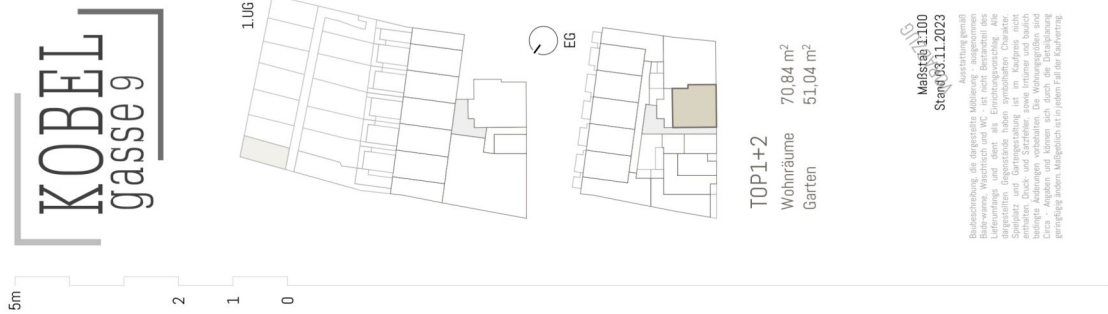 KOBEL
gasse 9
1.UG
EG
TOP1+2
Wohnräume 70,84 m²
Garten 51,04 m²
Maßstab 1:100
Stand 03.11.2023
Ausstattung gemäß
Baubeschreibung, die dargestellte Möblierung - ausgenommen
Bade-wanne, Waschtisch und WC - ist nicht Bestandteil des
Lieferumfangs und dient als Einrichtungsvorschlag. Alle
dargestellten Gegenstände haben symbolhaften Charakter.
Spielplatz und Gartengestaltung ist im Kaufpreis nicht
enthalten. Druck- und Satzfehler, sowie Irrtümer und baulich
bedingte Änderungen vorbehalten. Die Wohnungsgrößen sind
Circa - Angaben und können sich durch die Detailplanung
geringfügig ändern. Maßgeblich ist in jedem Fall der Kaufvertrag.
5m
2
1
0